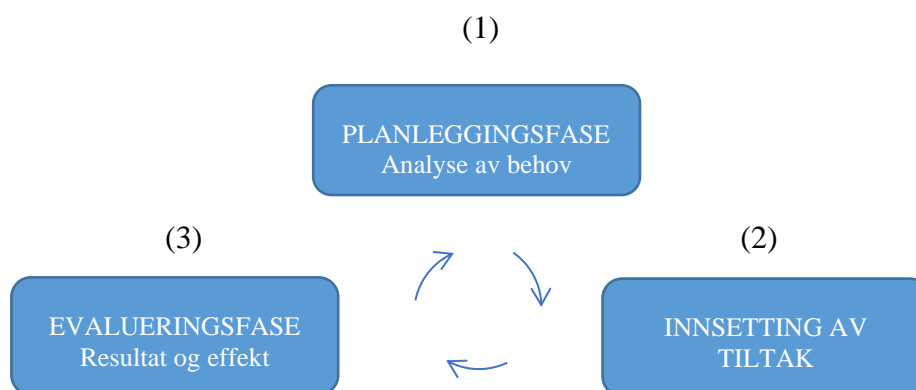 (1)
PLANLEGGINGSFASE
Analyse av behov
(3)
(2)
EVALUERINGSFASE
Resultat og effekt
INNSETTING AV
TILTAK